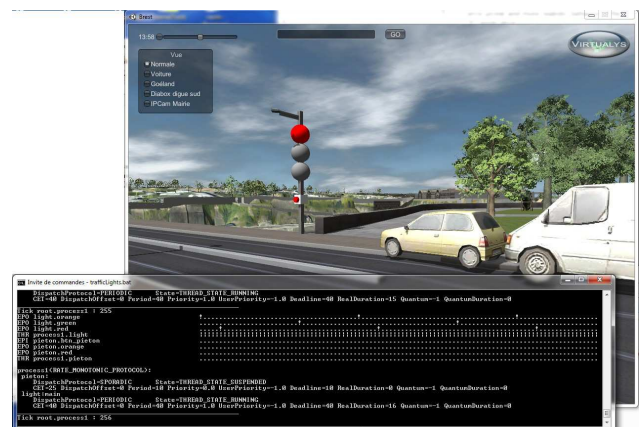 Brest
13:58
GO
VIRTUALYS
Vue
Normale
Voiture
Goéland
Diabox digue sud
IPCam Mairie
Invite de commandes - trafficLights.bat
DispatchProtocol=PERIODIC State=THREAD_STATE_RUNNING
CET=40 DispatchOffset=0 Period=40 Priority=1.0 UserPriority=-1.0 Deadline=40 RealDuration=15 Quantum=-1 QuantumDuration=0
Tick root.process1 : 255
EPO light.orange
EPO light.green
EPO light.red
THR process1.light
EPI pieton.btn_pieton
EPO pieton.orange
EPO pieton.red
THR process1.pieton
process1(RATE_MONOTONIC_PROTOCOL):
pieton:
DispatchProtocol=SPORADIC State=THREAD_STATE_SUSPENDED
CET=25 DispatchOffset=0 Period=10 Priority=0.0 UserPriority=-1.0 Deadline=10 RealDuration=0 Quantum=-1 QuantumDuration=0
light:main
DispatchProtocol=PERIODIC State=THREAD_STATE_RUNNING
CET=40 DispatchOffset=0 Period=40 Priority=1.0 UserPriority=-1.0 Deadline=40 RealDuration=16 Quantum=-1 QuantumDuration=0
Tick root.process1 : 256